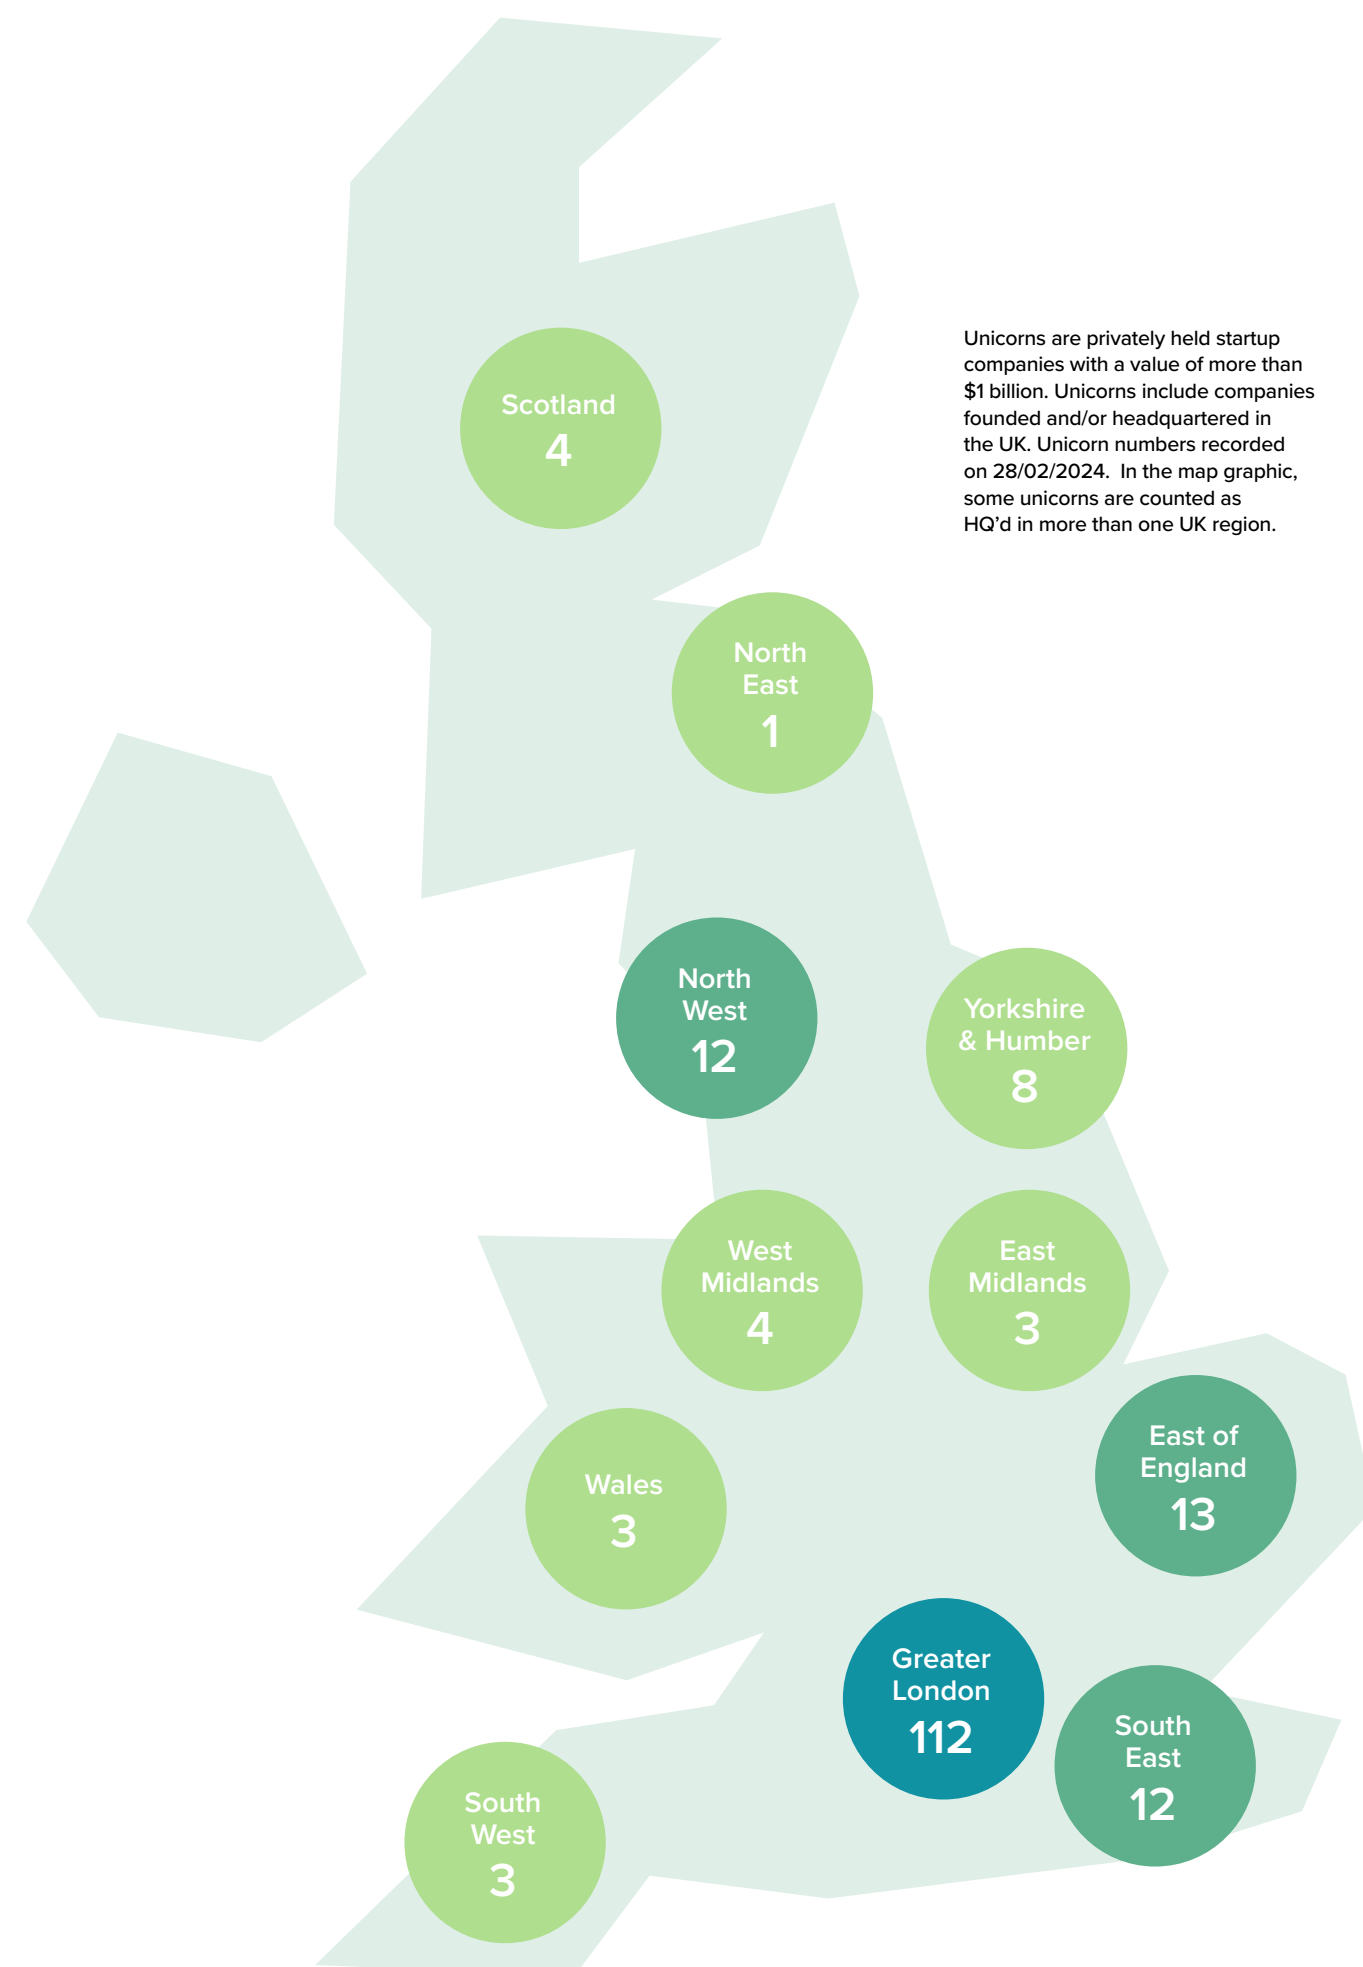 Unicorns are privately held startup
companies with a value of more than
$1 billion. Unicorns include companies
founded and/or headquartered in
the UK. Unicorn numbers recorded
on 28/02/2024.  In the map graphic,
some unicorns are counted as
HQ’d in more than one UK region.
Scotland
4
North
East
1
North
West
12
Yorkshire
& Humber
8
West
Midlands
4
East
Midlands
3
East of
England
13
Wales
3
Greater
London
112
South
East
12
South
West
3